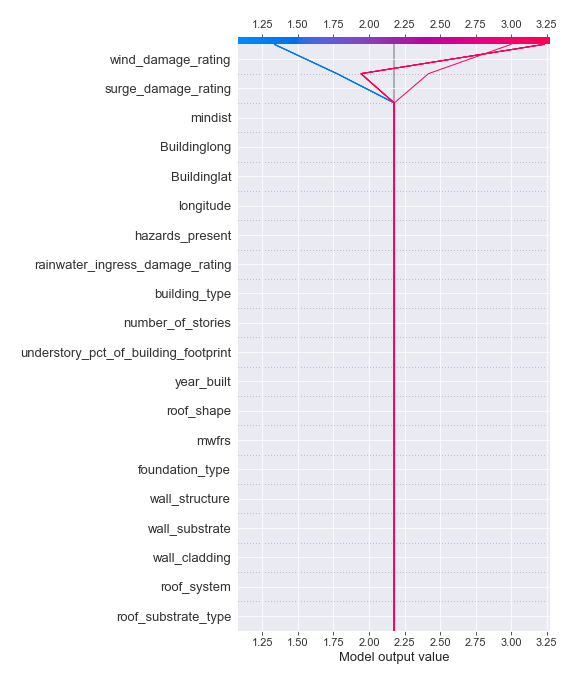 1.25 1.50 1.75 2.00 2.25 2.50 2.75 3.00 3.25
wind_damage_rating
surge_damage_rating
mindist
Buildinglong
Buildinglat
longitude
hazards_present
rainwater_ingress_damage_rating
building_type
number_of_stories
understory_pct_of_building_footprint
year_built
roof_shape
mwfrs
foundation_type
wall_structure
wall_substrate
wall_cladding
roof_system
roof_substrate_type
1.25 1.50 1.75 2.00 2.25 2.50 2.75 3.00 3.25
Model output value